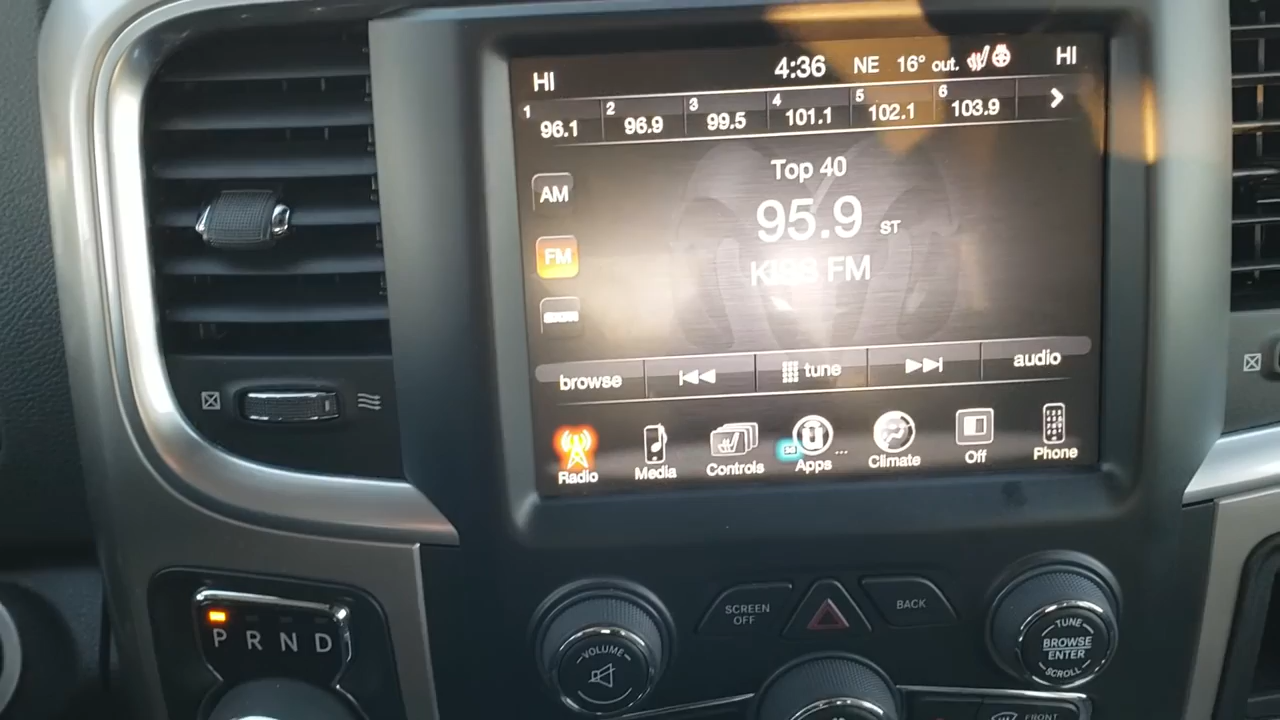 HI 4:36 NE 16° out. HI
1 96.1 2 96.9 3 99.5 4 101.1 5 102.1 6 103.9
Top 40
AM
95.9 ST
FM
FM
browse tune audio
Radio Media Controls Apps ... Climate Off Phone
SCREEN OFF
BACK
P R N D
VOLUME
TUNE
BROWSE
ENTER
SCROLL
FRONT